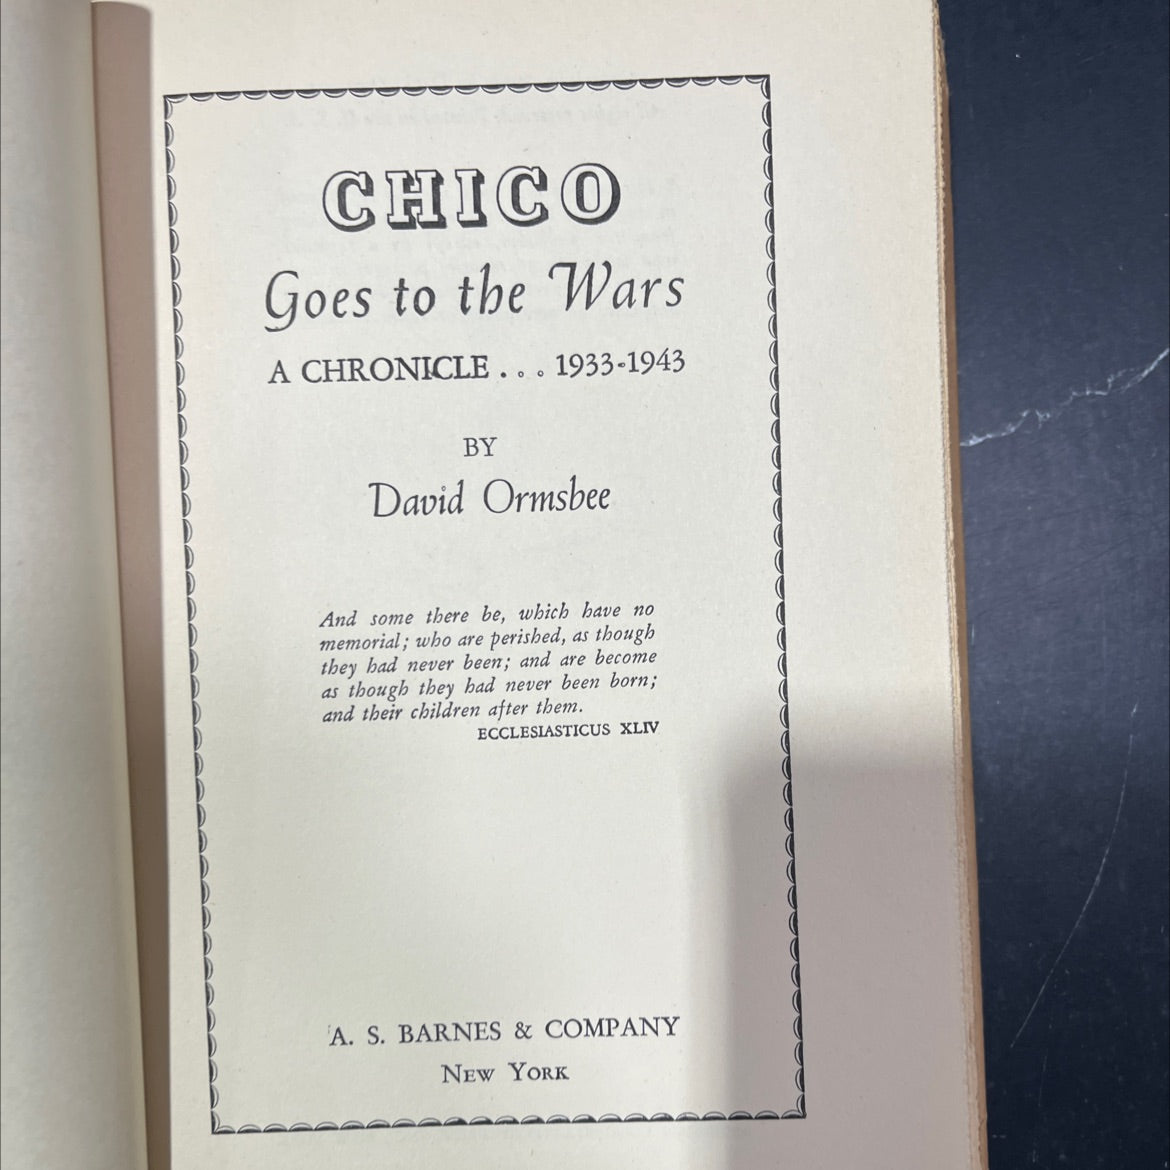 CHICO
Goes to the Wars
A CHRONICLE . . . 1933-1943
BY
David Ormsbee
And some there be, which have no
memorial; who are perished, as though
they had never been; and are become
as though they had never been born;
and their children after them.
ECCLESIASTICUS XLIV
A. S. BARNES & COMPANY
NEW YORK